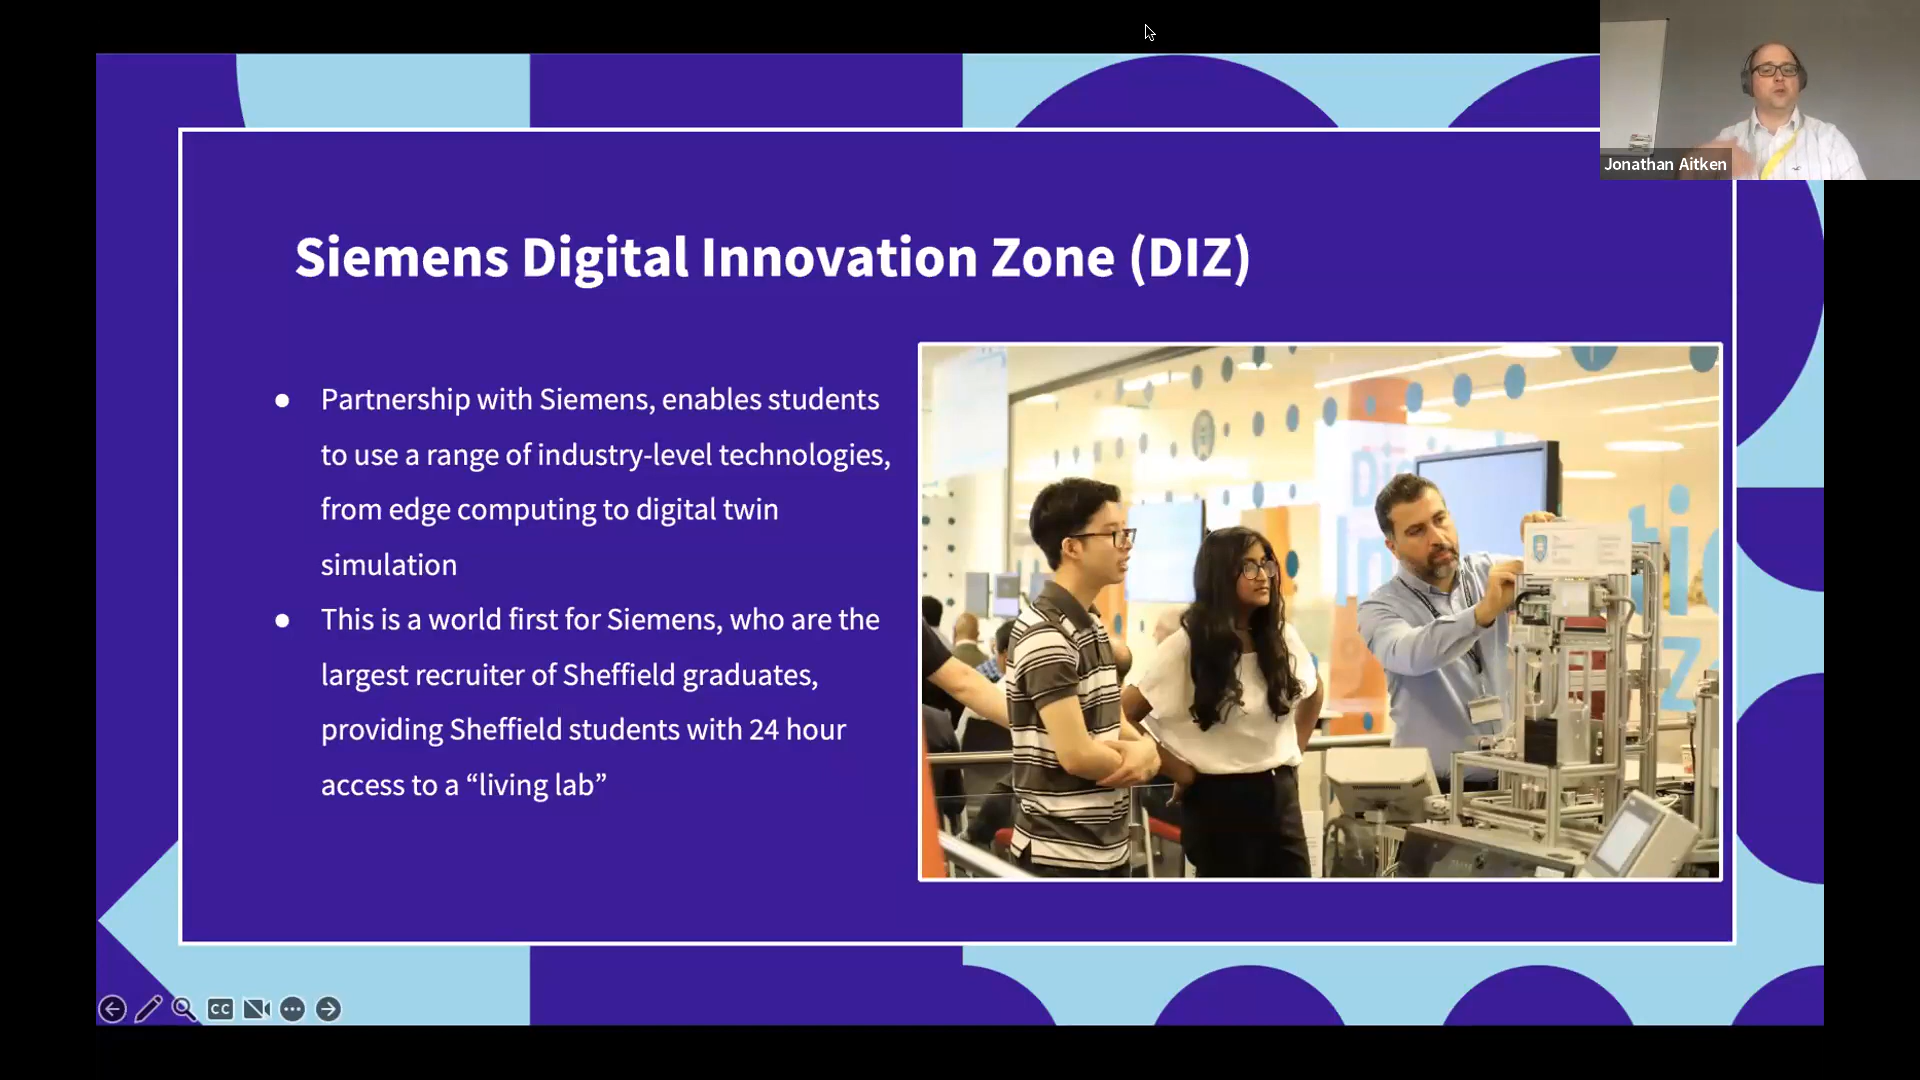 Jonathan Aitken
Siemens Digital Innovation Zone (DIZ)
● Partnership with Siemens, enables students
to use a range of industry-level technologies,
from edge computing to digital twin
simulation
● This is a world first for Siemens, who are the
largest recruiter of Sheffield graduates,
providing Sheffield students with 24 hour
access to a “living lab”
CC